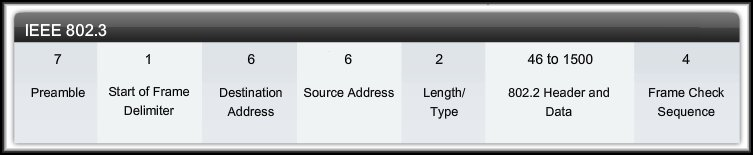 IEEE 802.3
7 1 6 6 2 46 to 1500 4
Preamble Start of Frame Destination Source Address Length/ 802.2 Header and Frame Check
Delimiter Address Type Data Sequence